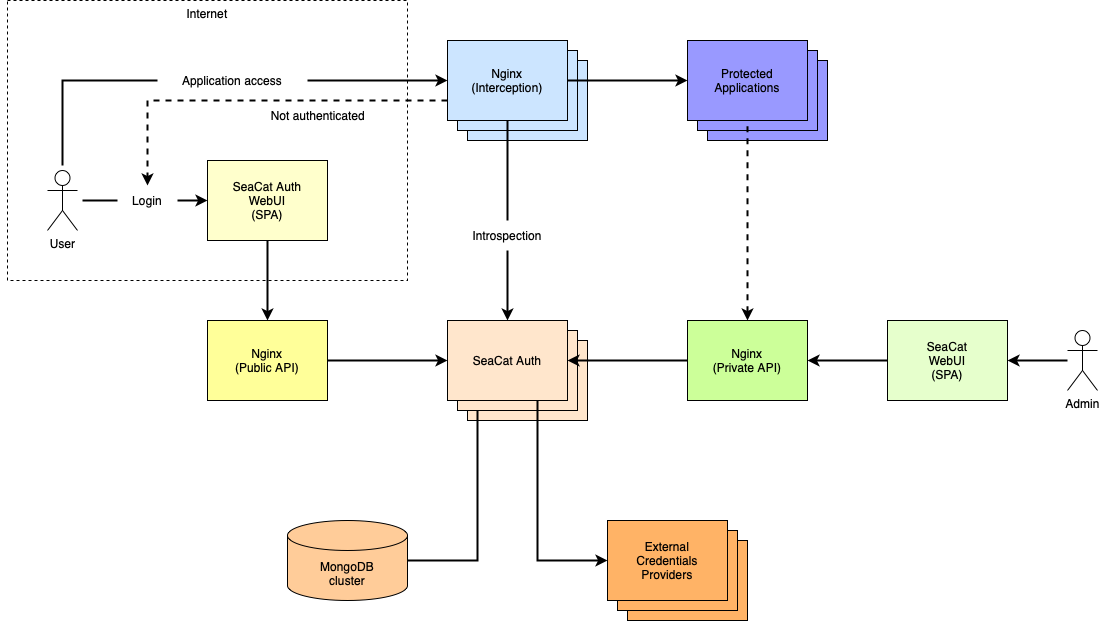 Internet
Application access
Not authenticated
Nginx
(Interception)
Protected
Applications
SeaCat Auth
WebUI
(SPA)
Login
User
Introspection
Nginx
(Public API)
SeaCat Auth
Nginx
(Private API)
SeaCat
WebUI
(SPA)
Admin
MongoDB
cluster
External
Credentials
Providers